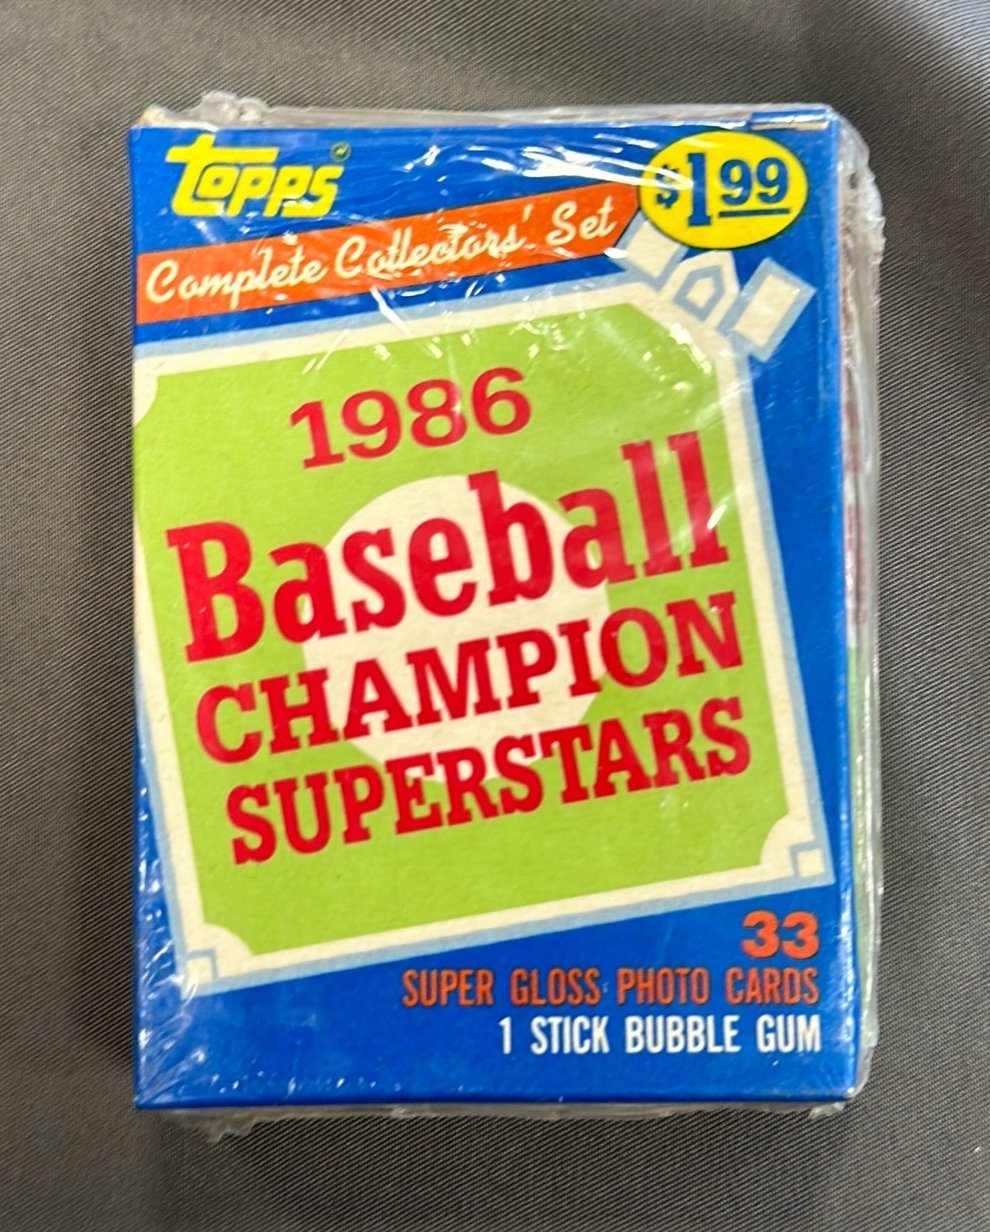 Topps
$1.99
Complete Collectors' Set
1986
Baseball
CHAMPION
SUPERSTARS
33
SUPER GLOSS PHOTO CARDS
1 STICK BUBBLE GUM